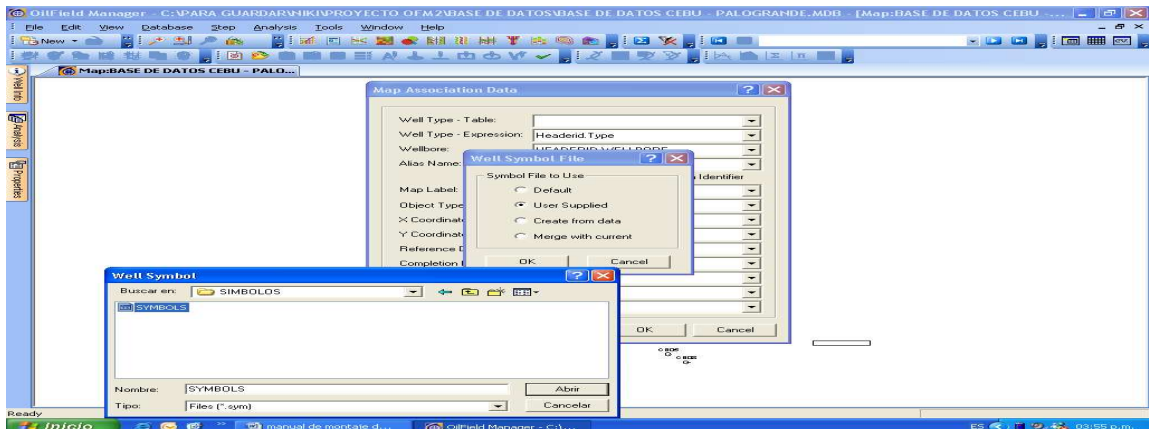 OilField Manager - C:\PARA GUARDAR\NIKI\PROYECTO OFM2\BASE DE DATOS\BASE DE DATOS CEBU - PALOGRANDE.MDB - [Map:BASE DE DATOS CEBU - ...
File Edit View Database Step Analysis Tools Window Help
New
Map:BASE DE DATOS CEBU - PALO...
Well Info
Analysis
Properties
Map Association Data
Well Type - Table:
Well Type - Expression: Headerid.Type
Wellbore: HEADERID.WELLBORE
Alias Name:
Identifier
Map Label:
Object Type
X Coordinat
Y Coordinat
Reference D
Completion
OK Cancel
Well Symbol File
Symbol File to Use
Default
User Supplied
Create from data
Merge with current
OK Cancel
Well Symbol
Buscar en: SIMBOLOS
SYMBOLS
Nombre: SYMBOLS Abrir
Tipo: Files (*.sym) Cancelar
Ready
Inicio manual de montaje d... OilField Manager - C:\... ES 03:55 p.m.